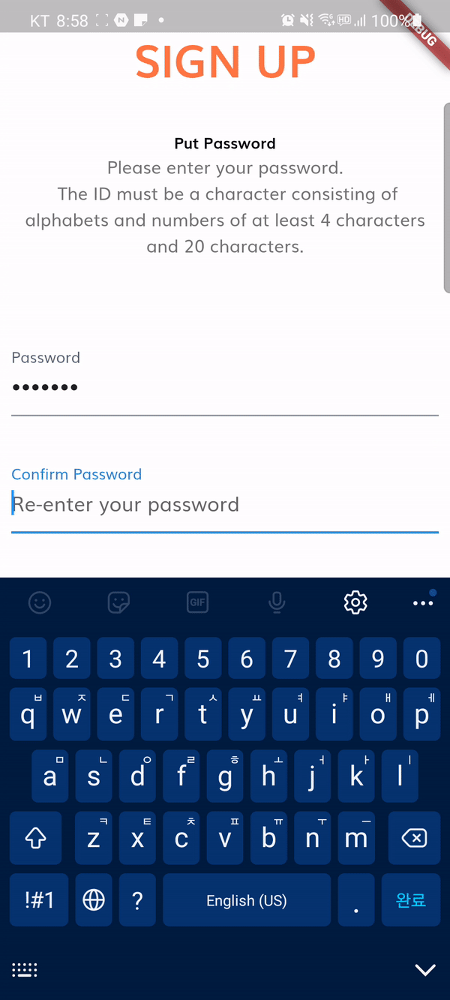 KT 8:58 N HD 100%
DEBUG
SIGN UP
Put Password
Please enter your password.
The ID must be a character consisting of
alphabets and numbers of at least 4 characters
and 20 characters.
Password
•••••••
Confirm Password
Re-enter your password
GIF
1 2 3 4 5 6 7 8 9 0
ㅂ ㅈ ㄷ ㄱ ㅅ ㅛ ㅕ ㅑ ㅐ ㅔ
q w e r t y u i o p
ㅁ ㄴ ㅇ ㄹ ㅎ ㅗ ㅓ ㅏ ㅣ
a s d f g h j k l
ㅋ ㅌ ㅊ ㅍ ㅠ ㅜ ㅡ
z x c v b n m
!#1 ? English (US) . 완료